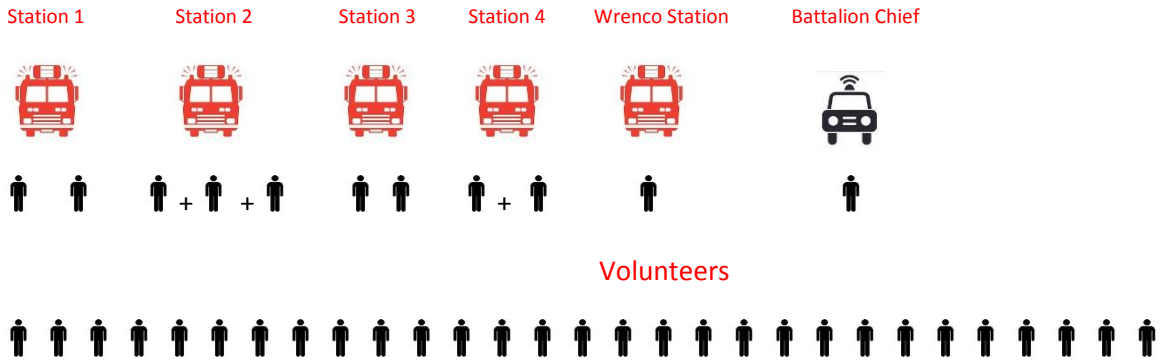 Station 1 Station 2 Station 3 Station 4 Wrenco Station Battalion Chief
+ + +
Volunteers